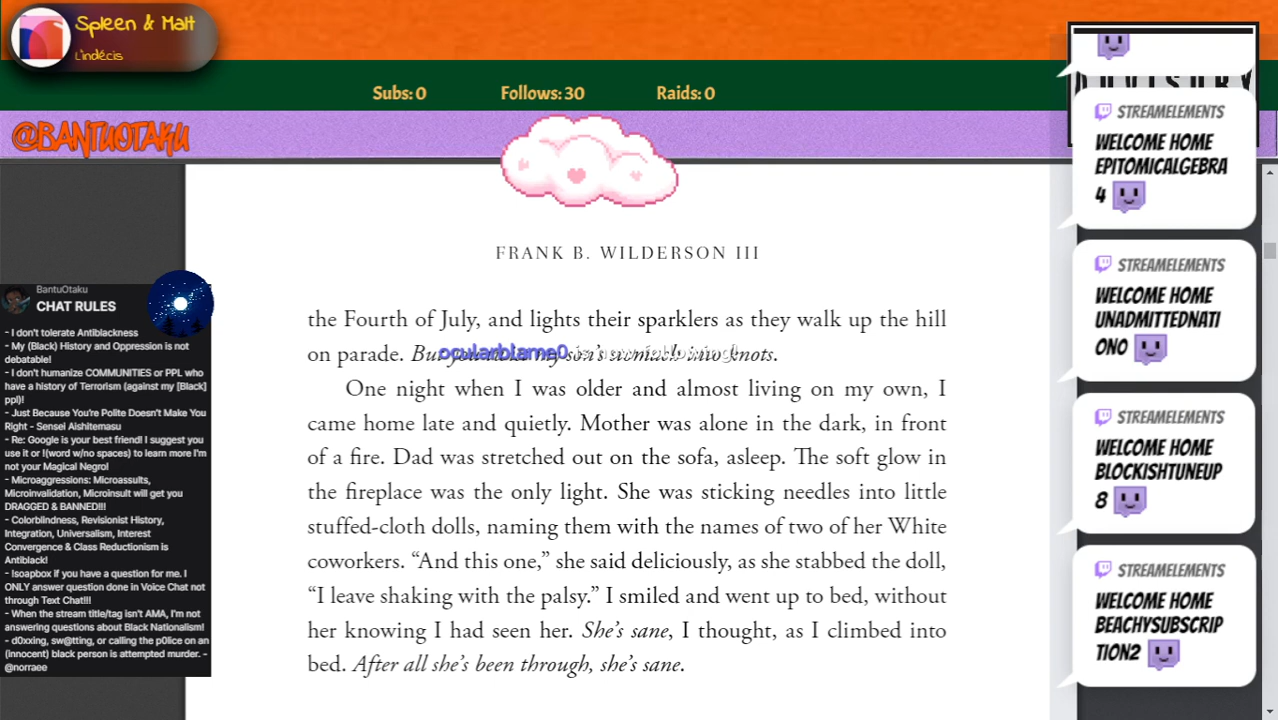 Spleen & Malt
L'indécis
Subs: 0
Follows: 30
Raids: 0
@BANTUOTAKU
FRANK B. WILDERSON III
the Fourth of July, and lights their sparklers as they walk up the hill
on parade. But you tied my son's stomach into knots.
ocularblame0 is now following!
One night when I was older and almost living on my own, I
came home late and quietly. Mother was alone in the dark, in front
of a fire. Dad was stretched out on the sofa, asleep. The soft glow in
the fireplace was the only light. She was sticking needles into little
stuffed-cloth dolls, naming them with the names of two of her White
coworkers. “And this one,” she said deliciously, as she stabbed the doll,
“I leave shaking with the palsy.” I smiled and went up to bed, without
her knowing I had seen her. She's sane, I thought, as I climbed into
bed. After all she's been through, she's sane.
BantuOtaku
CHAT RULES
- I don't tolerate Antiblackness
- My (Black) History and Oppression is not
debatable!
- I don't humanize COMMUNITIES or PPL who
have a history of Terrorism (against my [Black]
ppl)!
- Just Because You're Polite Doesn't Make You
Right - Sensei Aishitemasu
- Re: Google is your best friend! I suggest you
use it or !(word w/no spaces) to learn more I'm
not your Magical Negro!
- Microaggressions: Microassults,
Microinvalidation, Microinsult will get you
DRAGGED & BANNED!!!
- Colorblindness, Revisionist History,
Integration, Universalism, Interest
Convergence & Class Reductionism is
Antiblack!
- !soapbox if you have a question for me. I
ONLY answer question done in Voice Chat not
through Text Chat!!!
- When the stream title/tag isn't AMA, I'm not
answering questions about Black Nationalism!
- d0xxing, sw@tting, or calling the p0lice on an
(innocent) black person is attempted murder. -
@norraee
STREAMELEMENTS
WELCOME HOME
EPITOMICALGEBRA
4
STREAMELEMENTS
WELCOME HOME
UNADMITTEDNATI
ONO
STREAMELEMENTS
WELCOME HOME
BLOCKISHTUNEUP
8
STREAMELEMENTS
WELCOME HOME
BEACHYSUBSCRIP
TION2